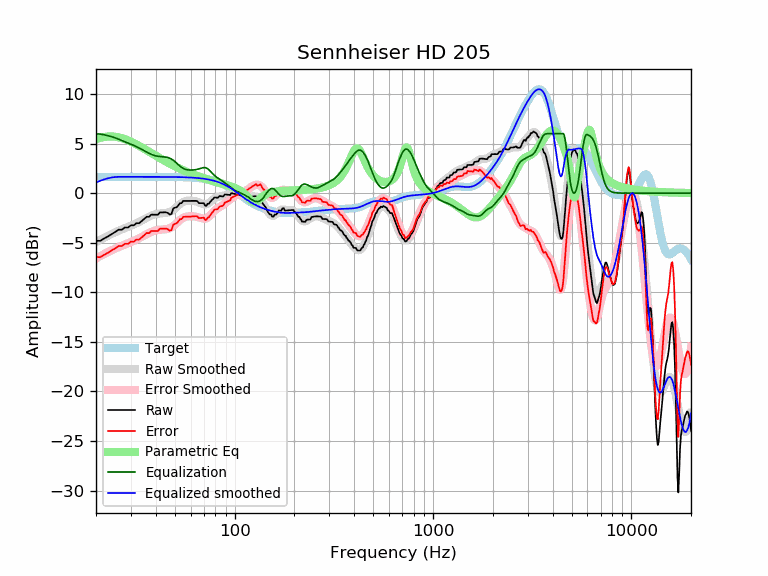 Sennheiser HD 205
10
5
0
−5
−10
−15
−20
−25
−30
Amplitude (dBr)
Target
Raw Smoothed
Error Smoothed
Raw
Error
Parametric Eq
Equalization
Equalized smoothed
100 1000 10000
Frequency (Hz)